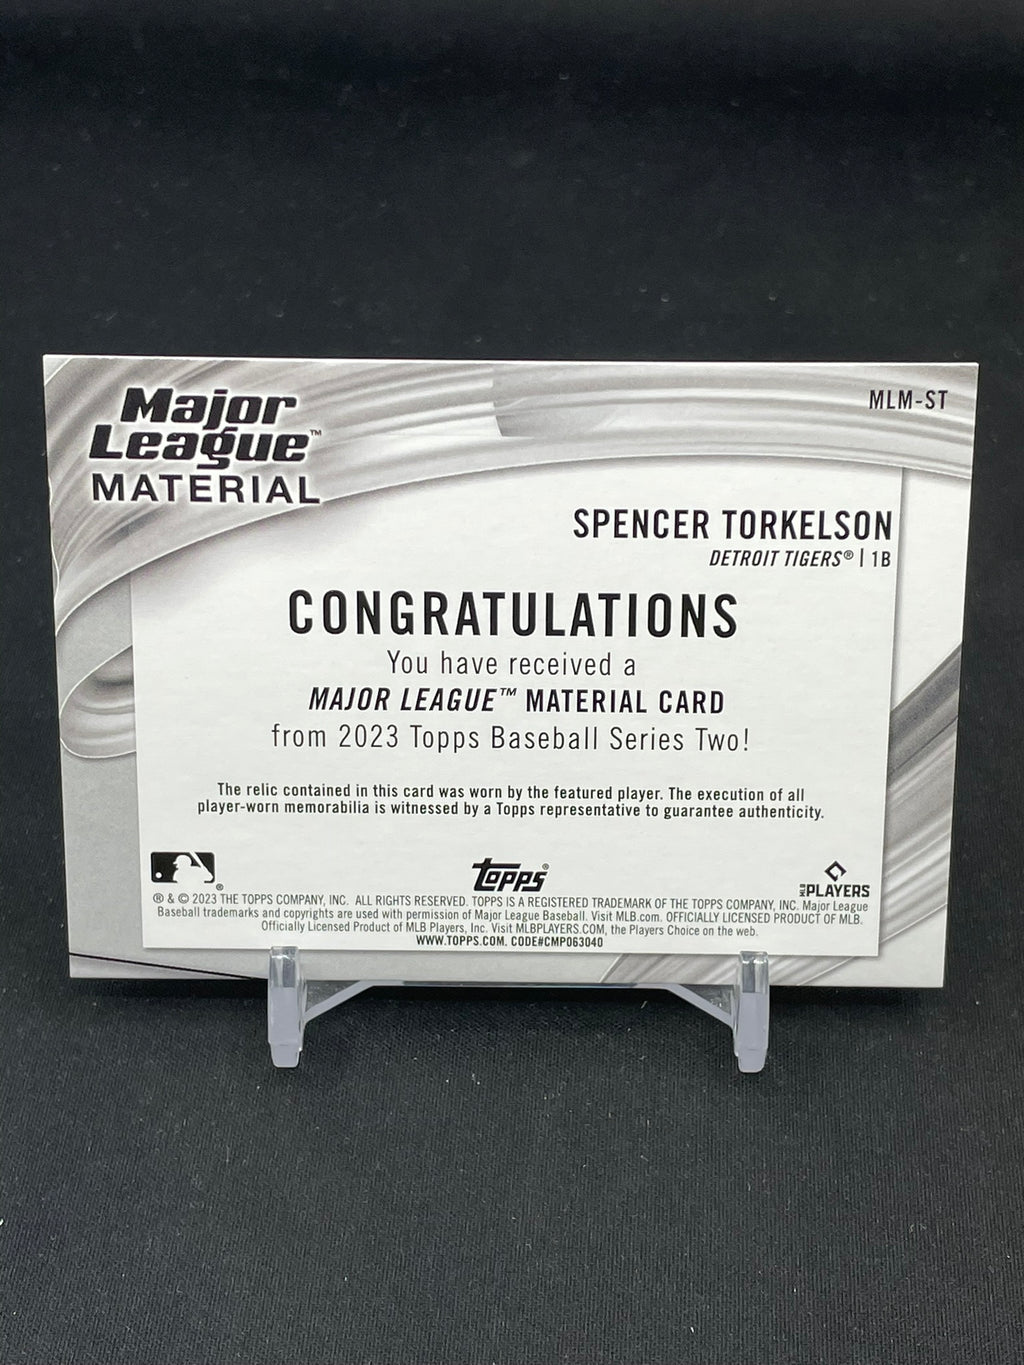 Major
League™
MATERIAL
MLM-ST
SPENCER TORKELSON
DETROIT TIGERS® | 1B
CONGRATULATIONS
You have received a
MAJOR LEAGUE™ MATERIAL CARD
from 2023 Topps Baseball Series Two!
The relic contained in this card was worn by the featured player. The execution of all
player-worn memorabilia is witnessed by a Topps representative to guarantee authenticity.
®
Topps®
MLB PLAYERS
® & © 2023 THE TOPPS COMPANY, INC. ALL RIGHTS RESERVED. TOPPS IS A REGISTERED TRADEMARK OF THE TOPPS COMPANY, INC. Major League
Baseball trademarks and copyrights are used with permission of Major League Baseball. Visit MLB.com. OFFICIALLY LICENSED PRODUCT OF MLB.
Officially Licensed Product of MLB Players, Inc. Visit MLBPLAYERS.COM, the Players Choice on the web.
WWW.TOPPS.COM. CODE#CMP063040